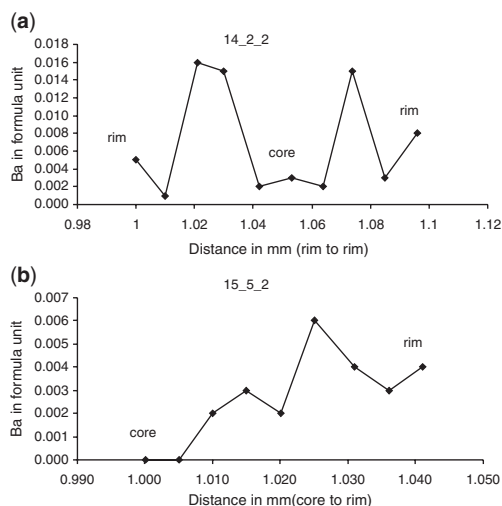 (a)
14_2_2
Ba in formula unit
0.018
0.016
0.014
0.012
0.010
0.008
0.006
0.004
0.002
0.000
rim
core
rim
0.98 1 1.02 1.04 1.06 1.08 1.1 1.12
Distance in mm (rim to rim)
(b)
15_5_2
Ba in formula unit
0.007
0.006
0.005
0.004
0.003
0.002
0.001
0.000
core
rim
0.990 1.000 1.010 1.020 1.030 1.040 1.050
Distance in mm(core to rim)